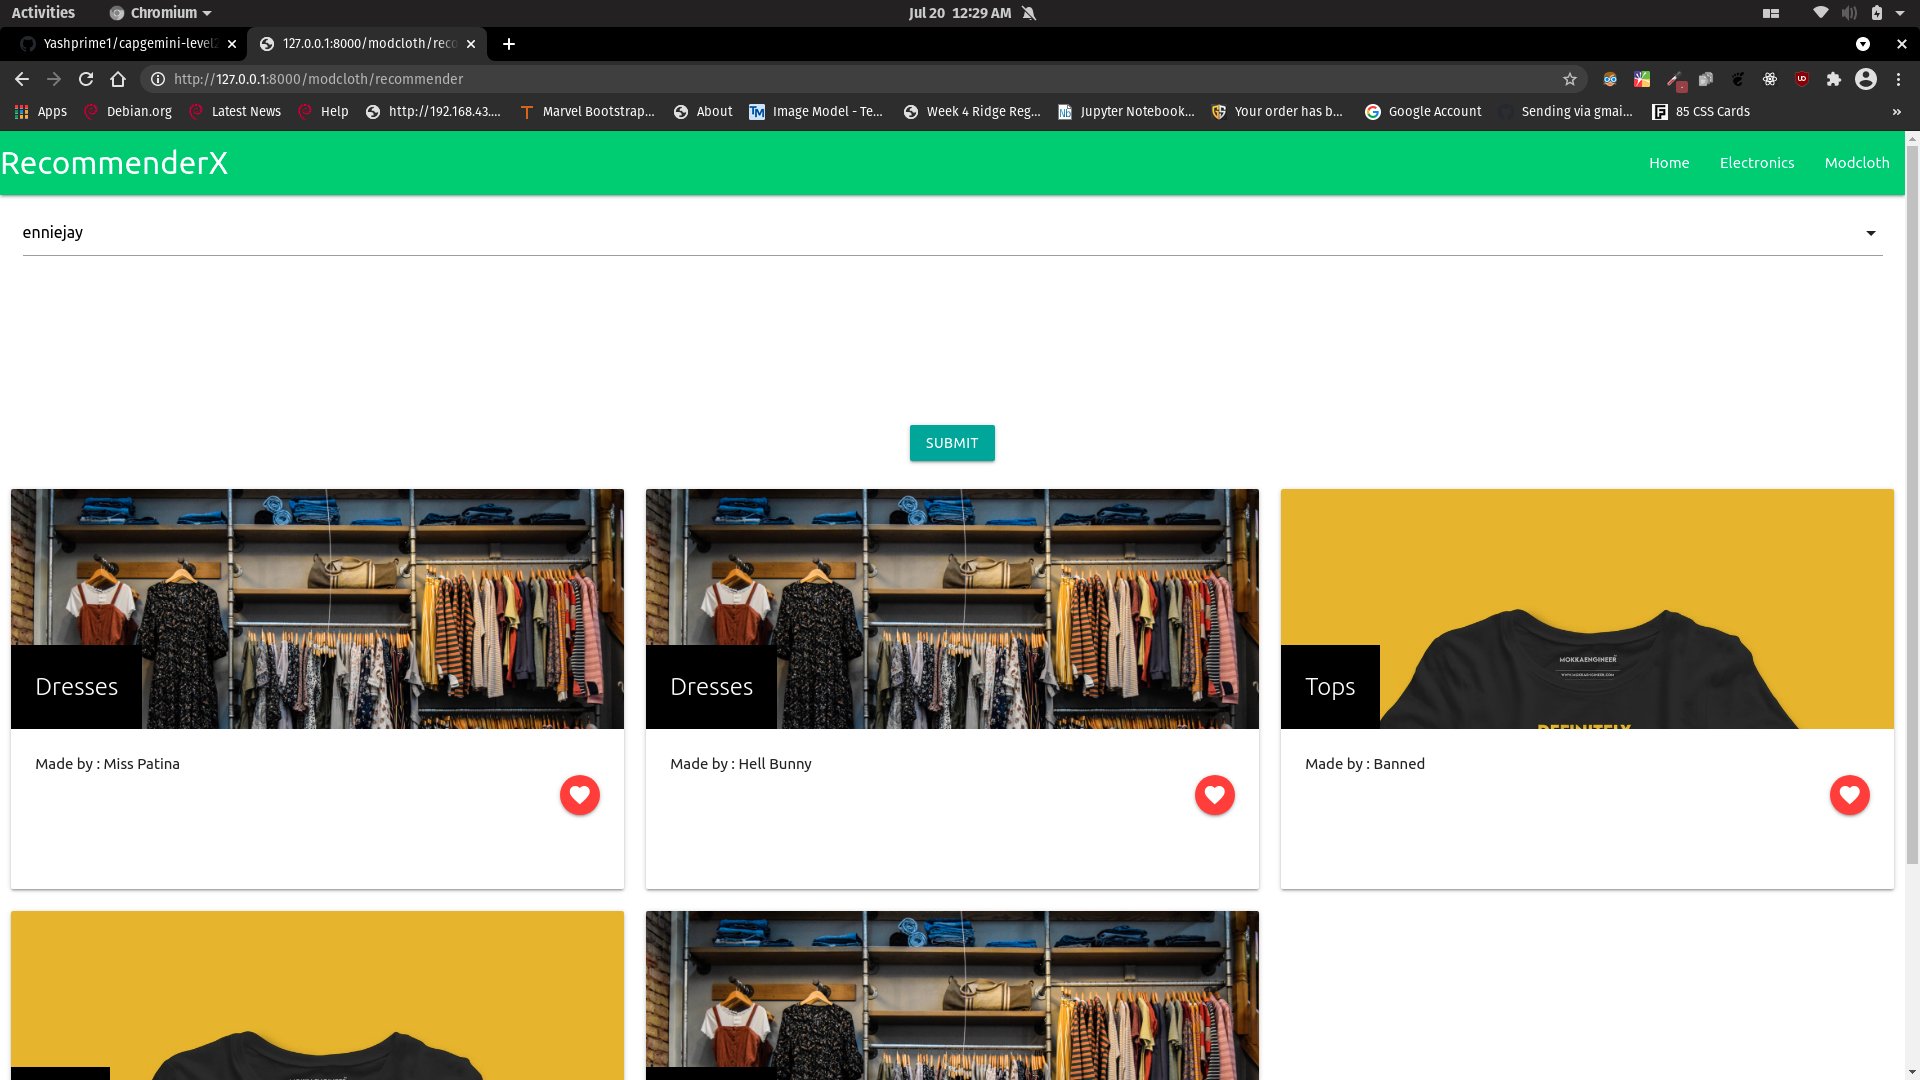 Activities Chromium Jul 20 12:29 AM
Yashprime1/capgemini-level2 127.0.0.1:8000/modcloth/reco
http://127.0.0.1:8000/modcloth/recommender
Apps Debian.org Latest News Help http://192.168.43.... Marvel Bootstrap... About Image Model - Te... Week 4 Ridge Reg... Jupyter Notebook... Your order has b... Google Account Sending via gmai... 85 CSS Cards »
RecommenderX Home Electronics Modcloth
enniejay
SUBMIT
MOKKAENGINEER
WWW.MOKKAENGINEER.COM
Dresses Dresses Tops
DEFINITELY
Made by : Miss Patina Made by : Hell Bunny Made by : Banned